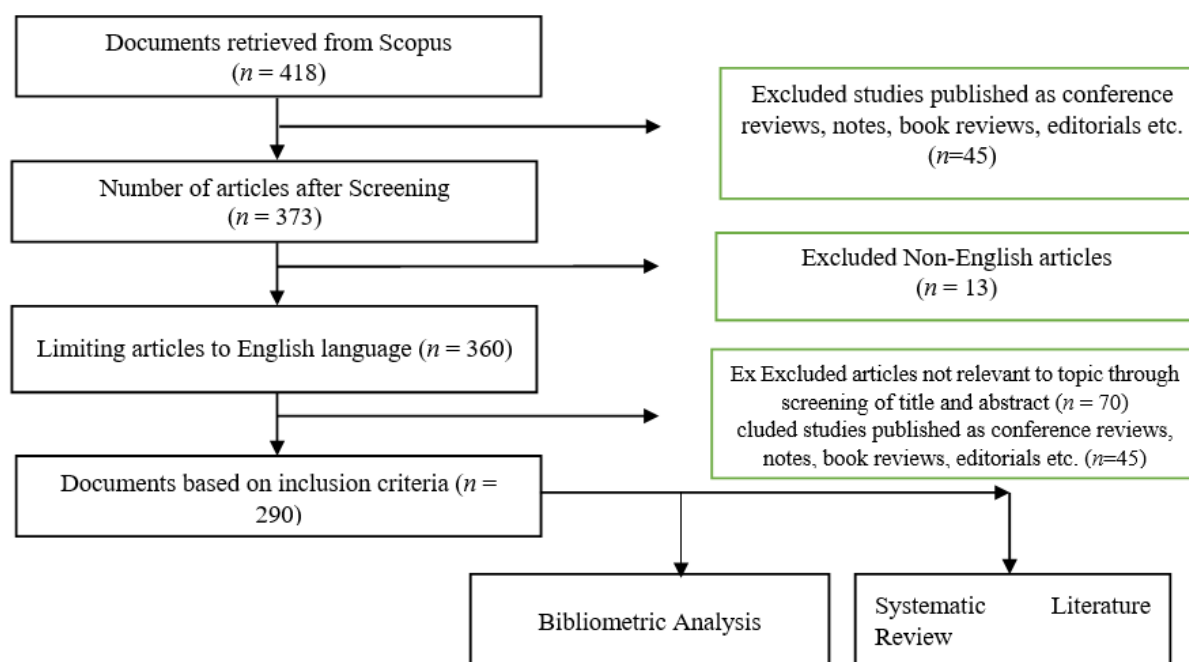 Documents retrieved from Scopus
(n = 418)
Excluded studies published as conference
reviews, notes, book reviews, editorials etc.
(n=45)
Number of articles after Screening
(n = 373)
Excluded Non-English articles
(n = 13)
Limiting articles to English language (n = 360)
Ex Excluded articles not relevant to topic through
screening of title and abstract (n = 70)
cluded studies published as conference reviews,
notes, book reviews, editorials etc. (n=45)
Documents based on inclusion criteria (n =
290)
Bibliometric Analysis
Systematic Literature
Review